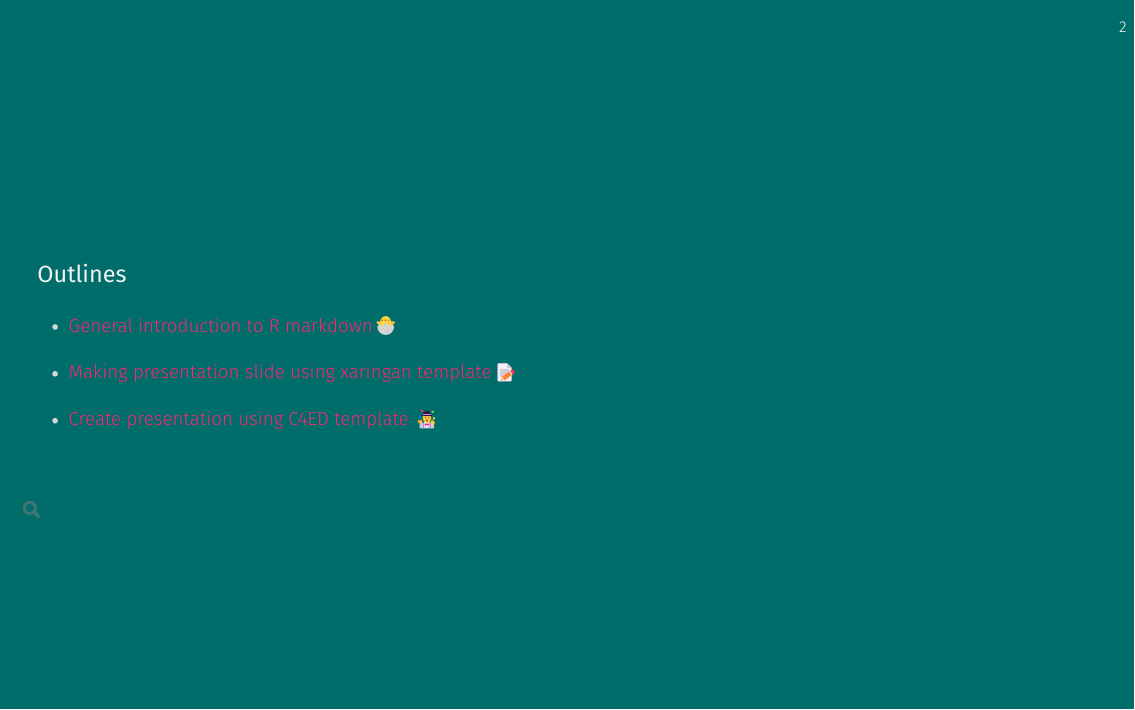 2
Outlines
General introduction to R markdown 🐣
Making presentation slide using xaringan template 📝
Create presentation using C4ED template 🤹